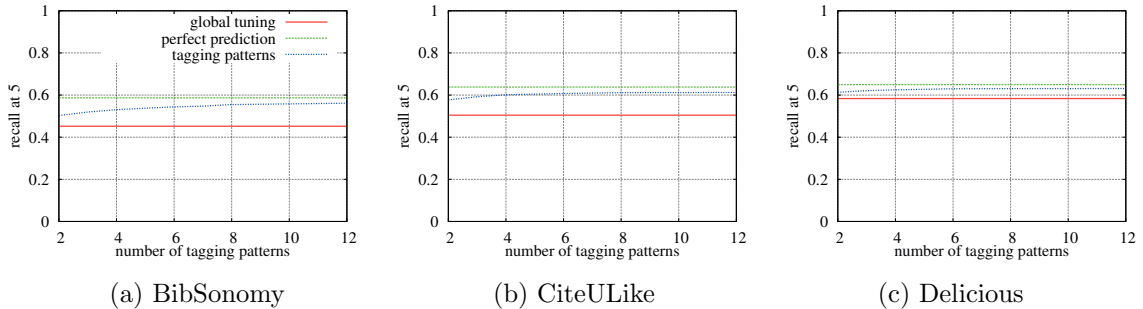 global tuning
perfect prediction
tagging patterns
recall at 5
1
0.8
0.6
0.4
0.2
0
2 4 6 8 10 12
number of tagging patterns
(a) BibSonomy
recall at 5
1
0.8
0.6
0.4
0.2
0
2 4 6 8 10 12
number of tagging patterns
(b) CiteULike
recall at 5
1
0.8
0.6
0.4
0.2
0
2 4 6 8 10 12
number of tagging patterns
(c) Delicious